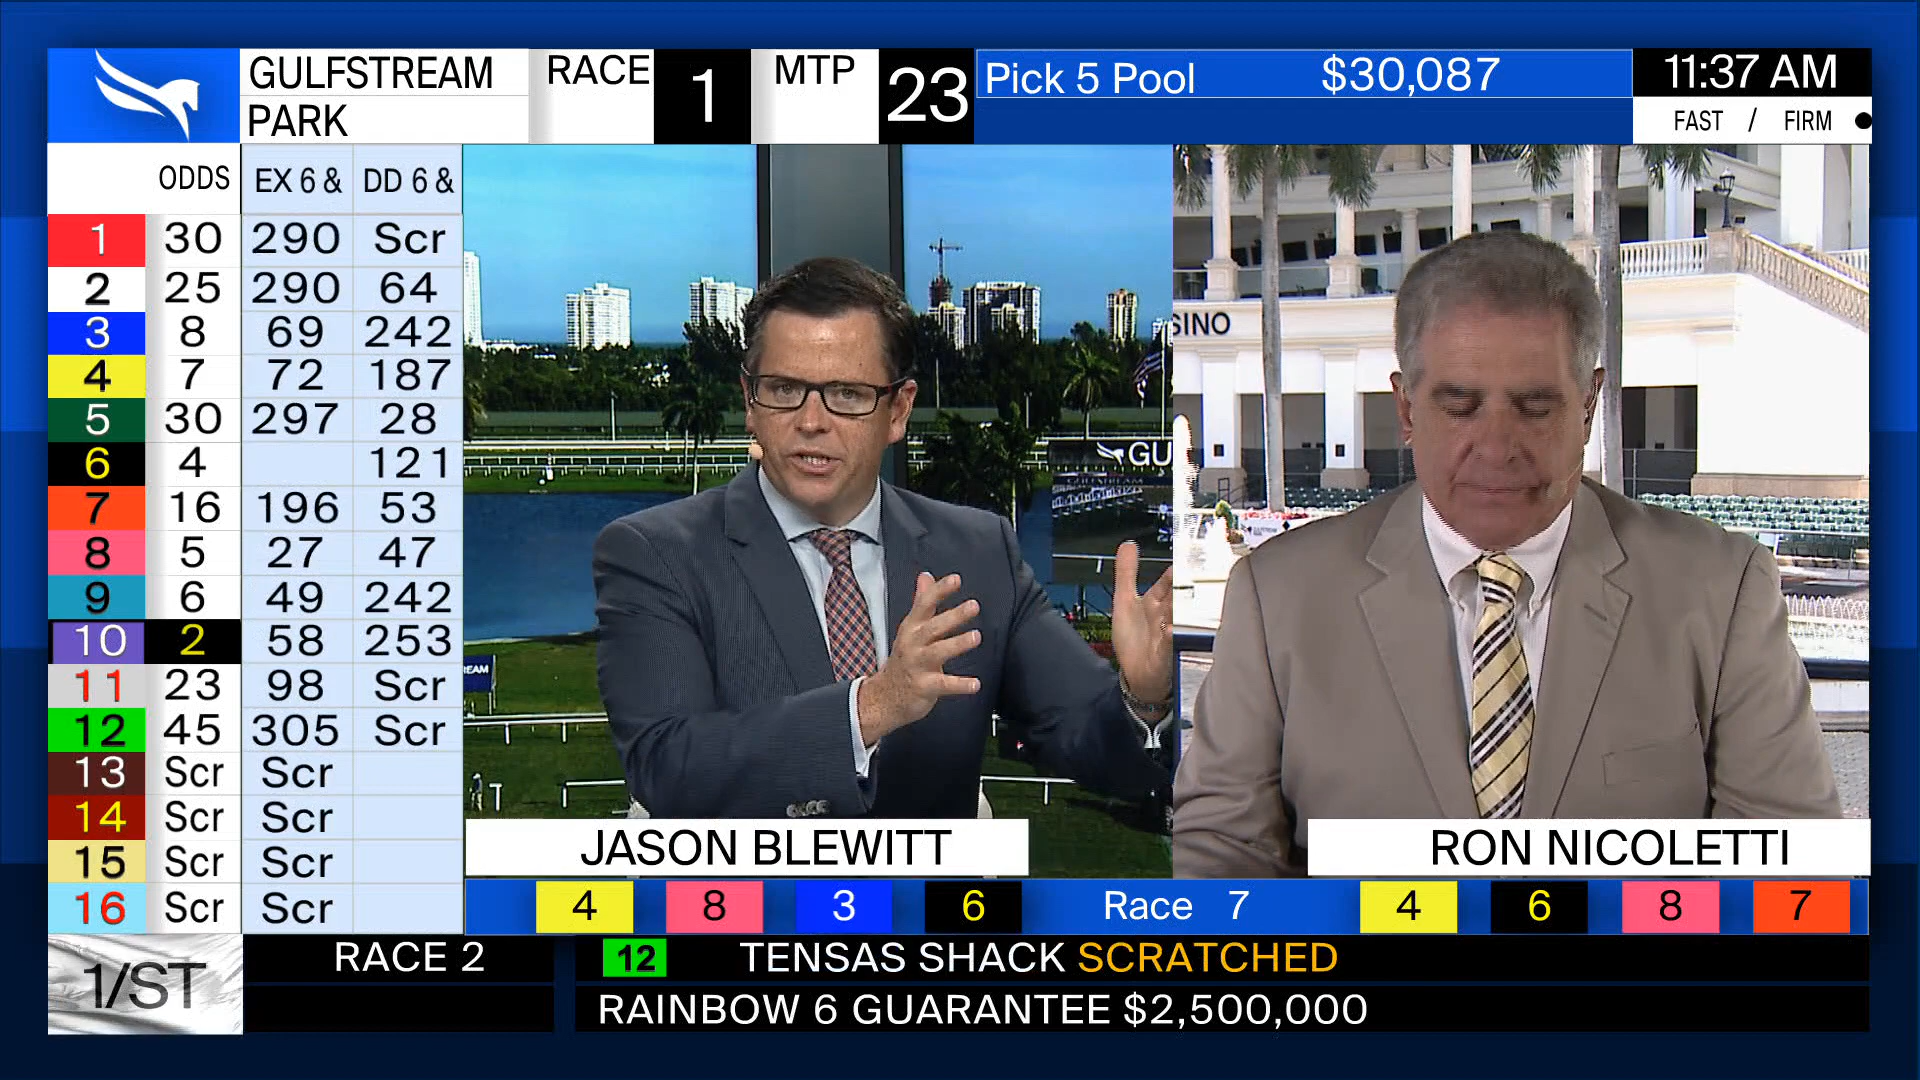 GULFSTREAM PARK RACE 1 MTP 23 Pick 5 Pool $30,087 11:37 AM
FAST / FIRM
ODDS EX 6 & DD 6 &
1 30 290 Scr
2 25 290 64
3 8 69 242
4 7 72 187
5 30 297 28
6 4 121
7 16 196 53
8 5 27 47
9 6 49 242
10 2 58 253
11 23 98 Scr
12 45 305 Scr
13 Scr Scr
14 Scr Scr
15 Scr Scr
16 Scr Scr
SINO
GU
EAM
JASON BLEWITT
RON NICOLETTI
4 8 3 6 Race 7 4 6 8 7
1/ST
RACE 2 12 TENSAS SHACK SCRATCHED
RAINBOW 6 GUARANTEE $2,500,000